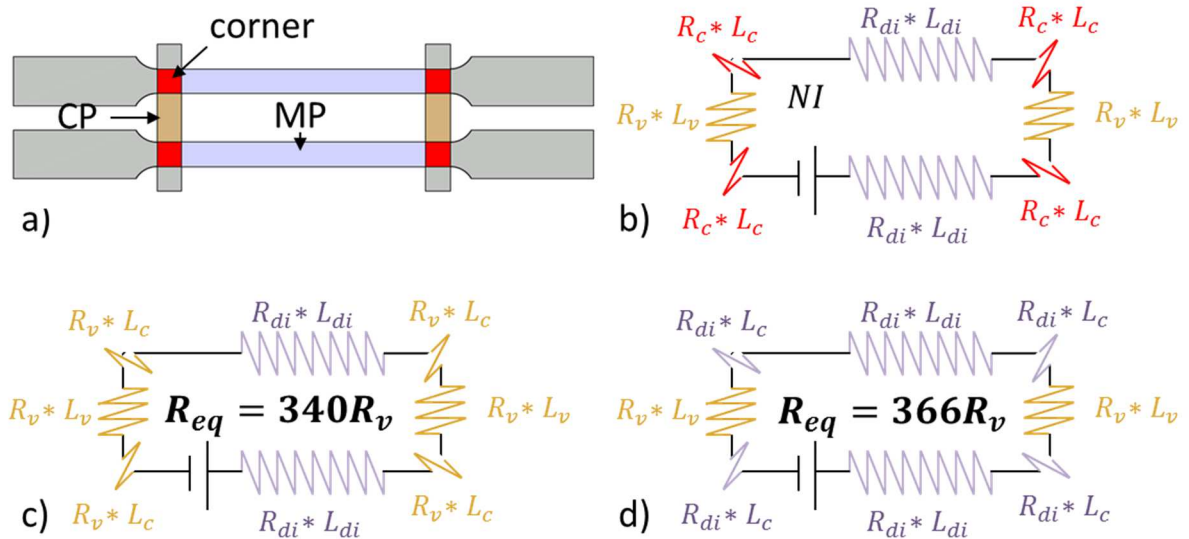 corner
CP
MP
a)
R_c * L_c
R_di * L_di
R_c * L_c
NI
R_v * L_v
R_v * L_v
R_c * L_c
R_di * L_di
R_c * L_c
b)
R_v * L_c
R_di * L_di
R_v * L_c
R_v * L_v
R_eq = 340R_v
R_v * L_v
R_v * L_c
R_di * L_di
R_v * L_c
c)
R_di * L_c
R_di * L_di
R_di * L_c
R_v * L_v
R_eq = 366R_v
R_v * L_v
R_di * L_c
R_di * L_di
R_di * L_c
d)